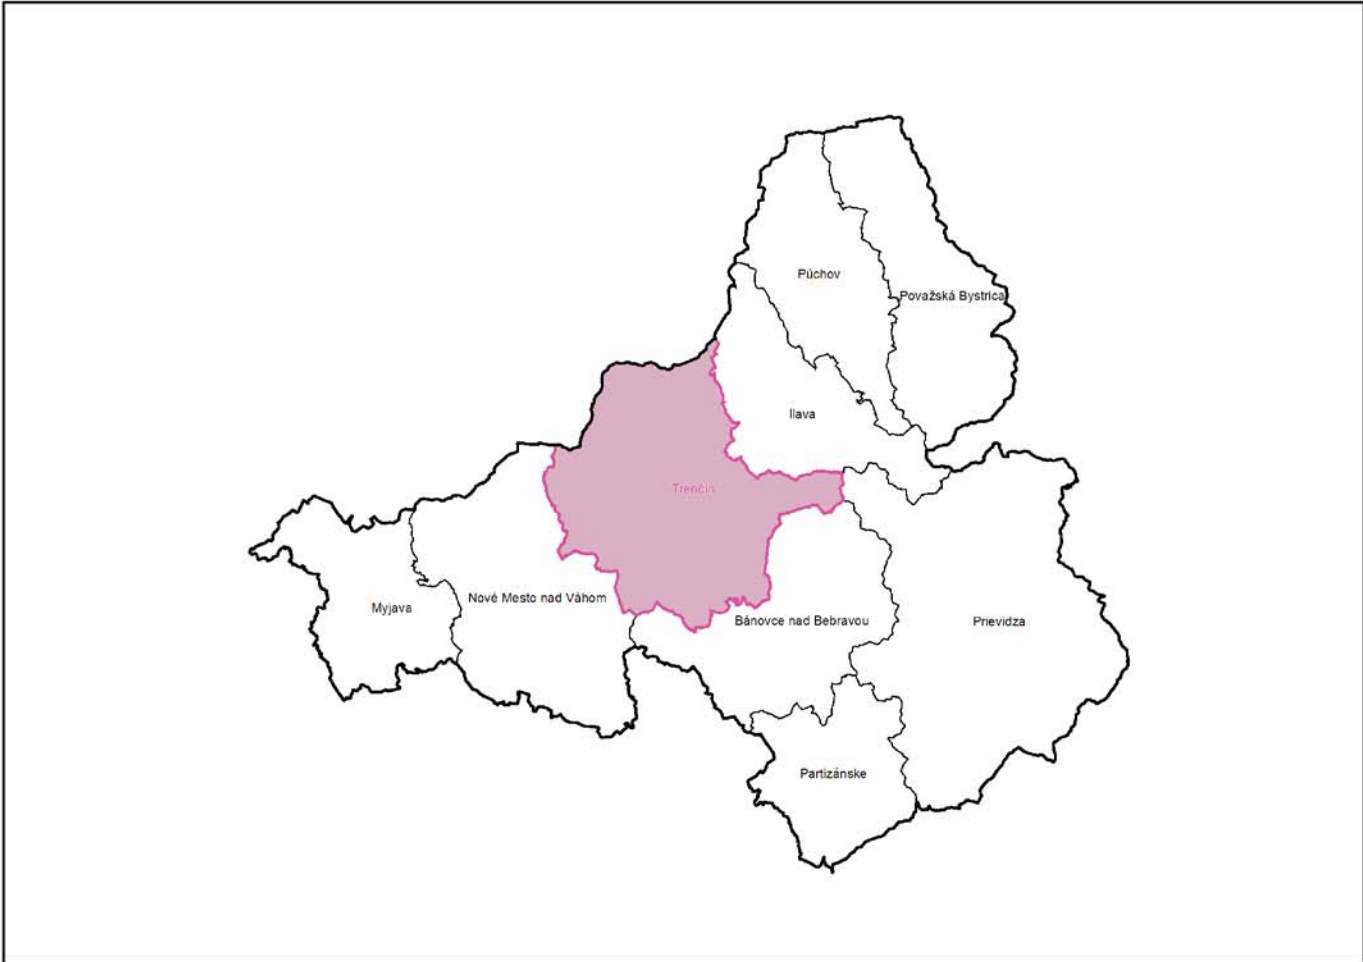 Púchov
Považská Bystrica
Ilava
Trenčín
Nové Mesto nad Váhom
Myjava
Bánovce nad Bebravou
Prievidza
Partizánske